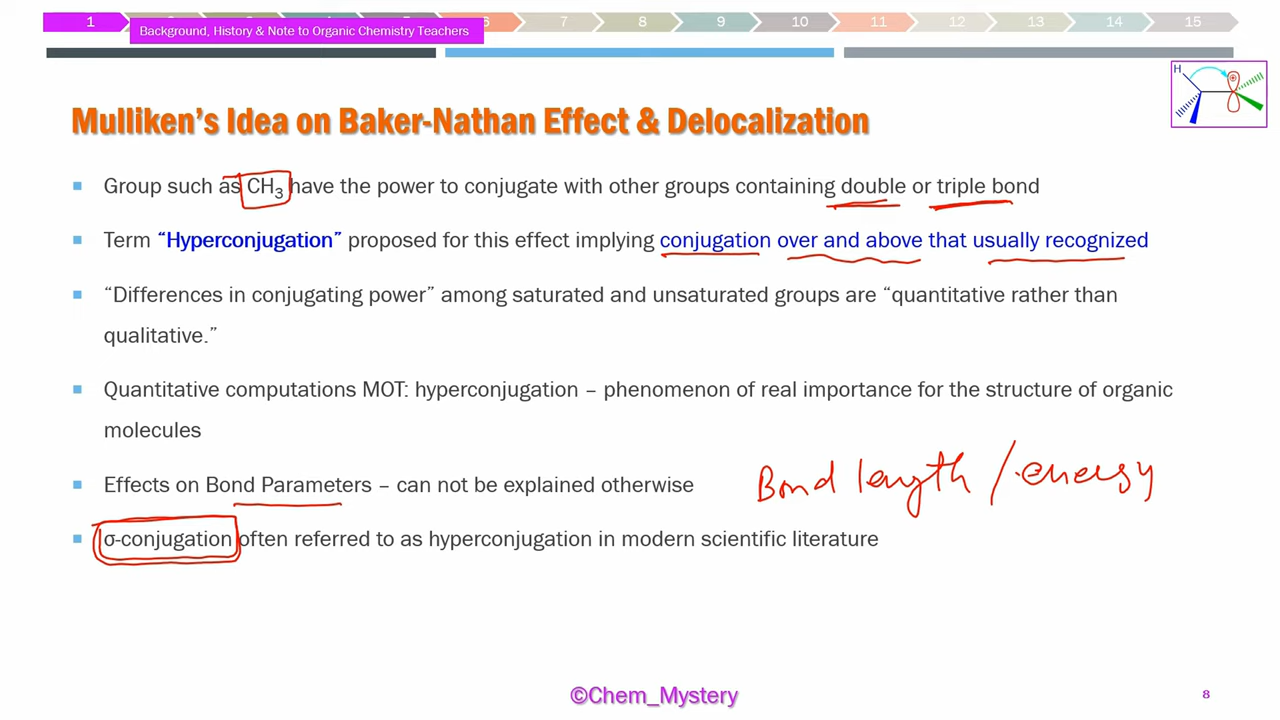 1 2 3 4 5 6 7 8 9 10 11 12 13 14 15
Background, History & Note to Organic Chemistry Teachers
H
Mulliken's Idea on Baker-Nathan Effect & Delocalization
Group such as CH₃ have the power to conjugate with other groups containing double or triple bond
Term “Hyperconjugation” proposed for this effect implying conjugation over and above that usually recognized
“Differences in conjugating power” among saturated and unsaturated groups are “quantitative rather than
qualitative.”
Quantitative computations MOT: hyperconjugation – phenomenon of real importance for the structure of organic
molecules
Bond length / energy
Effects on Bond Parameters – can not be explained otherwise
σ-conjugation often referred to as hyperconjugation in modern scientific literature
©Chem_Mystery
8